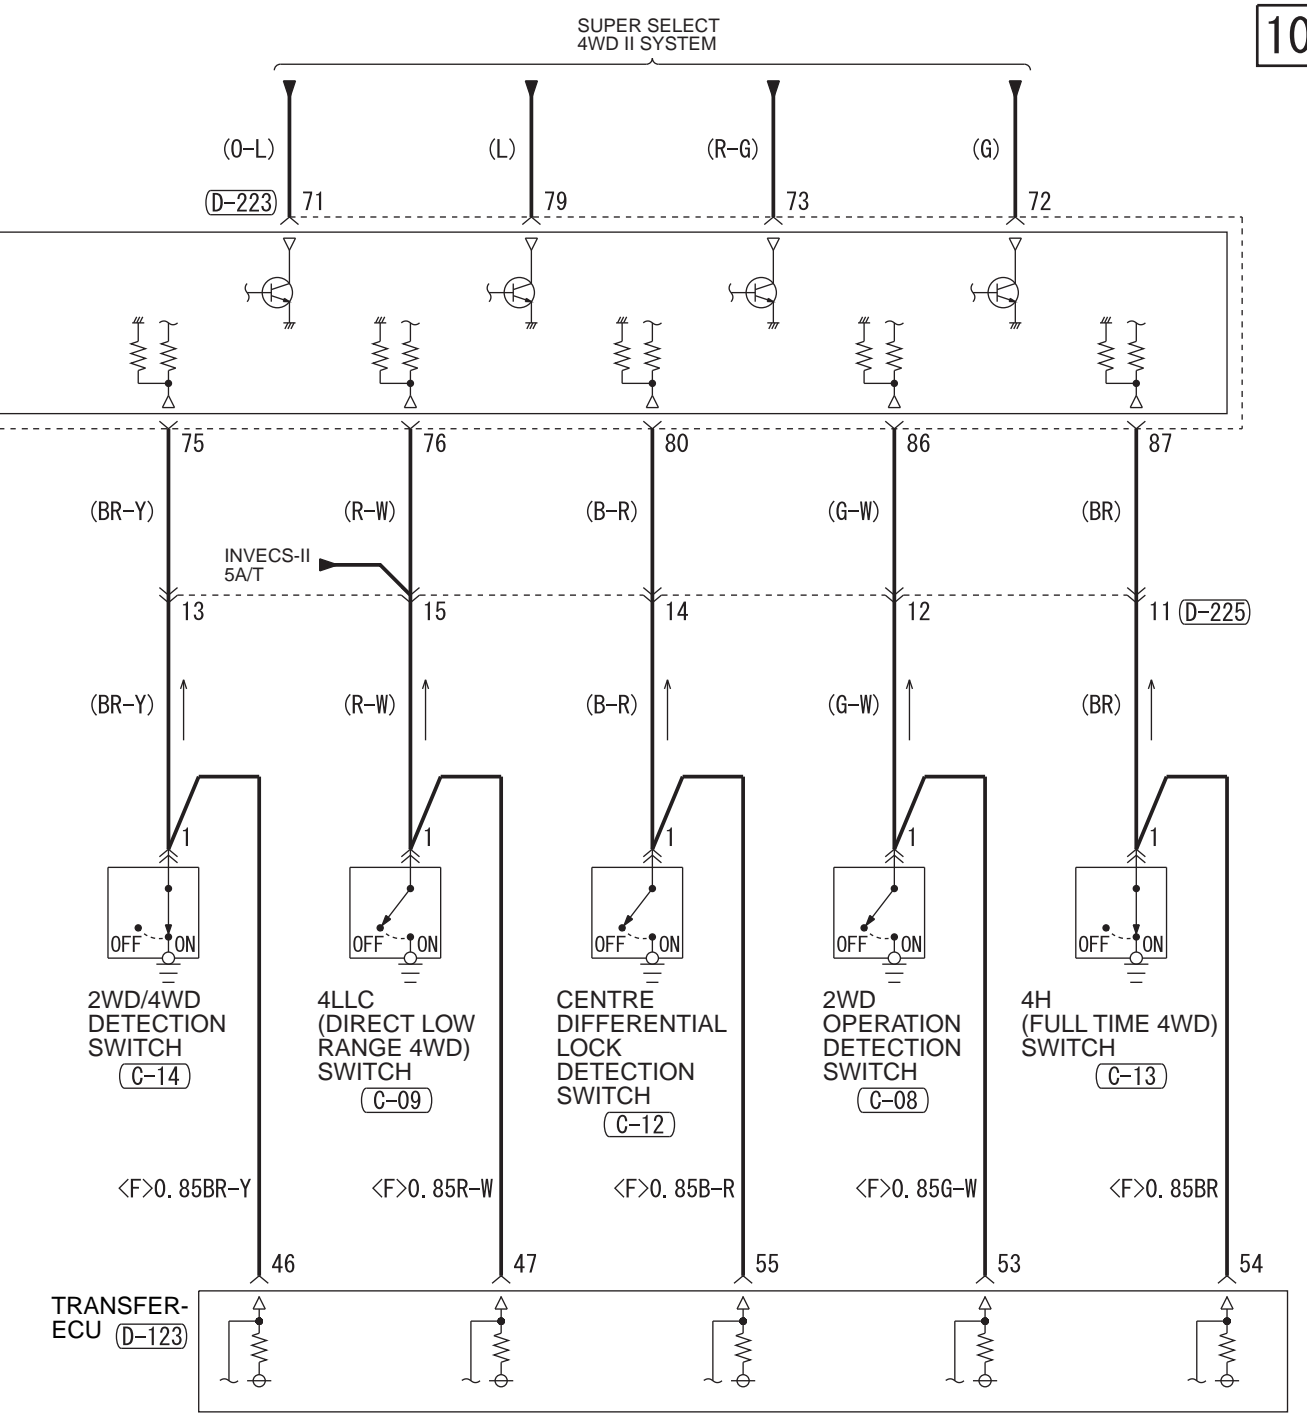 SUPER SELECT
4WD II SYSTEM
10
(O-L) (L) (R-G) (G)
D-223 71 79 73 72
75 76 80 86 87
(BR-Y) (R-W) (B-R) (G-W) (BR)
INVECS-II
5A/T
13 15 14 12 11 D-225
(BR-Y) (R-W) (B-R) (G-W) (BR)
1 1 1 1 1
OFF ON OFF ON OFF ON OFF ON OFF ON
2WD/4WD
DETECTION
SWITCH
C-14
4LLC
(DIRECT LOW
RANGE 4WD)
SWITCH
C-09
CENTRE
DIFFERENTIAL
LOCK
DETECTION
SWITCH
C-12
2WD
OPERATION
DETECTION
SWITCH
C-08
4H
(FULL TIME 4WD)
SWITCH
C-13
<F>0.85BR-Y <F>0.85R-W <F>0.85B-R <F>0.85G-W <F>0.85BR
46 47 55 53 54
TRANSFER-
ECU D-123